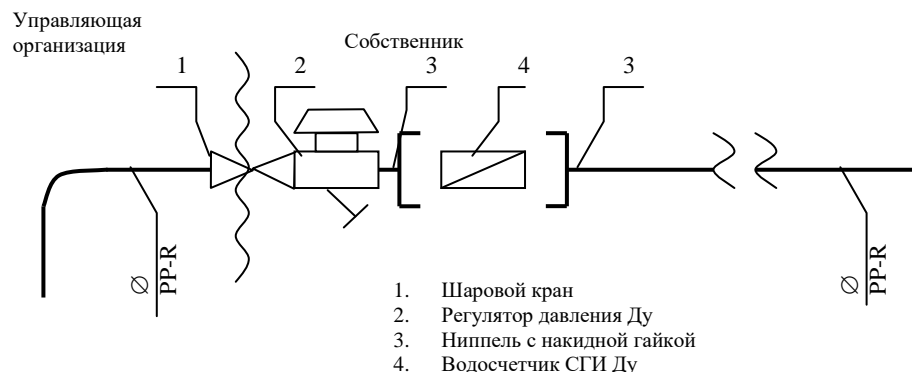 Управляющая
организация
Собственник
1
2
3
4
3
∅
PP-R
∅
PP-R
1. Шаровой кран
2. Регулятор давления Ду
3. Ниппель с накидной гайкой
4. Водосчетчик СГИ Ду